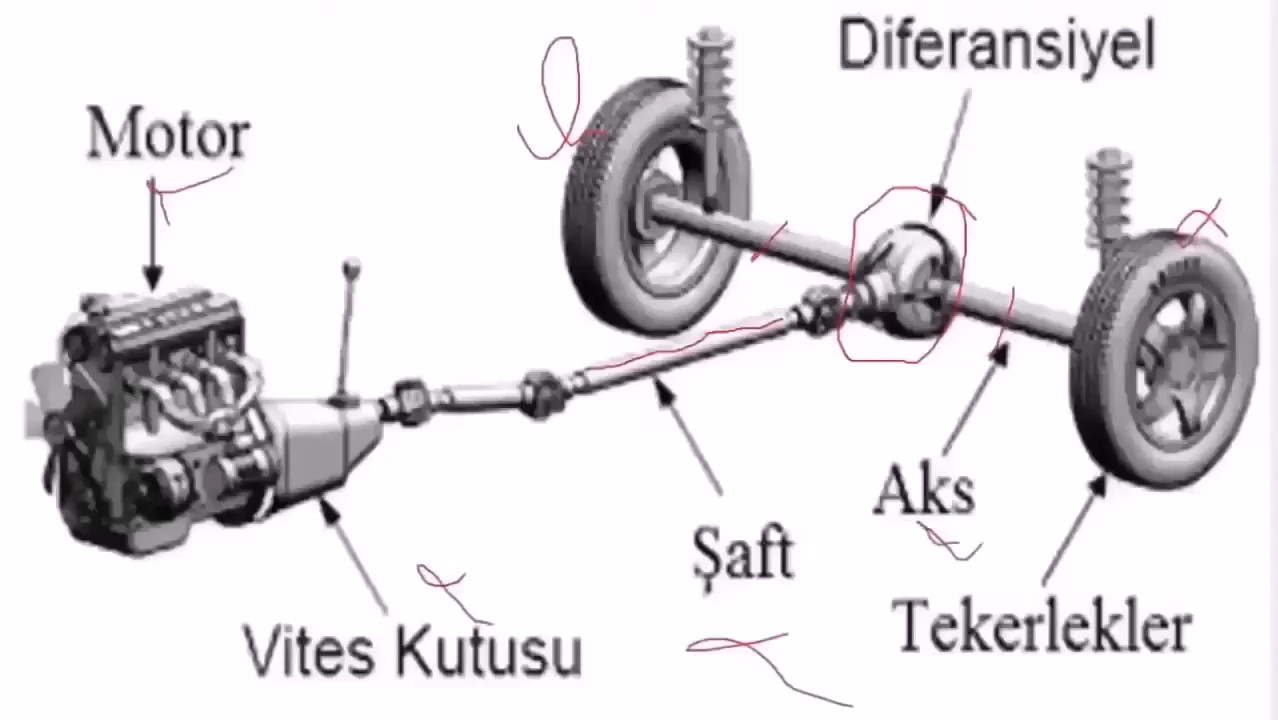 Diferansiyel
Motor
Aks
Şaft
Tekerlekler
Vites Kutusu